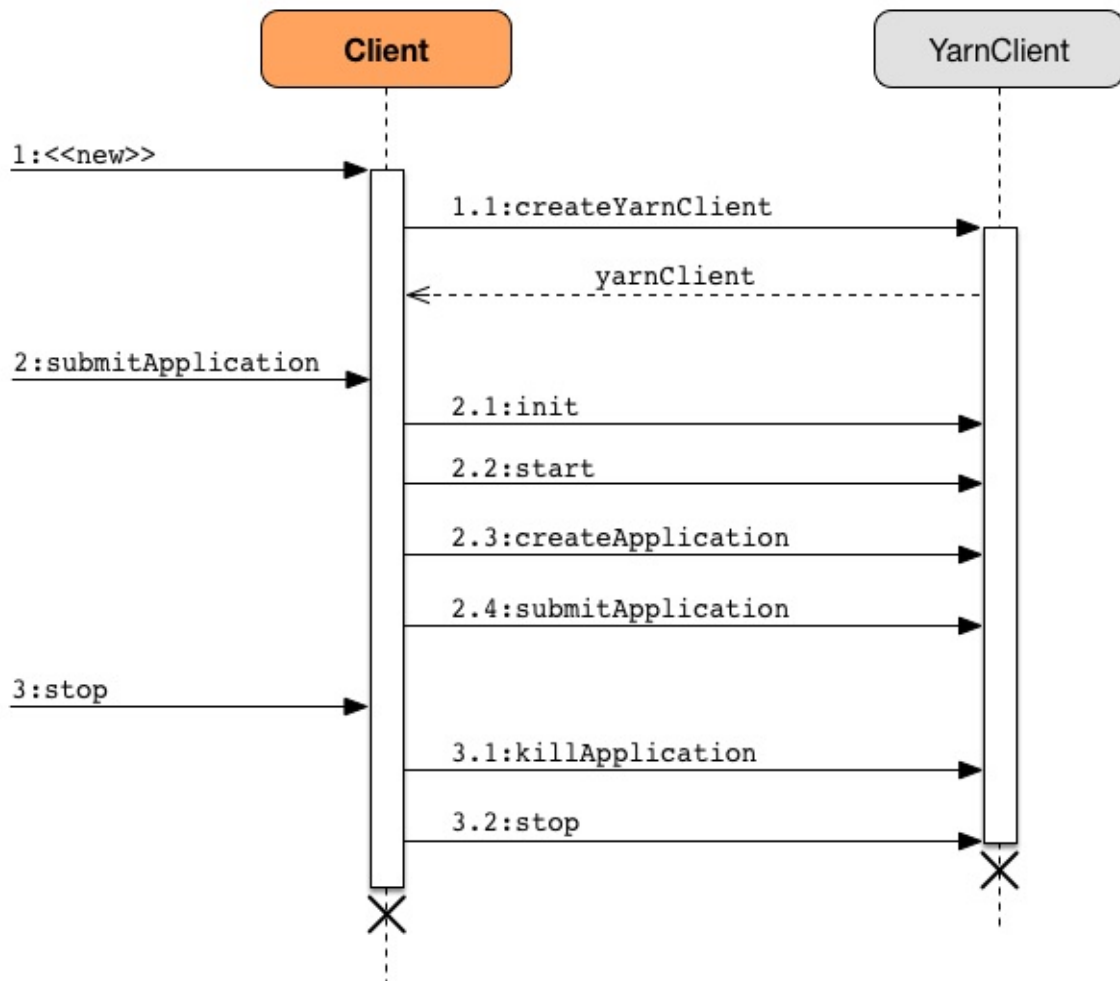 Client
YarnClient
1:<<new>>
1.1:createYarnClient
yarnClient
2:submitApplication
2.1:init
2.2:start
2.3:createApplication
2.4:submitApplication
3:stop
3.1:killApplication
3.2:stop